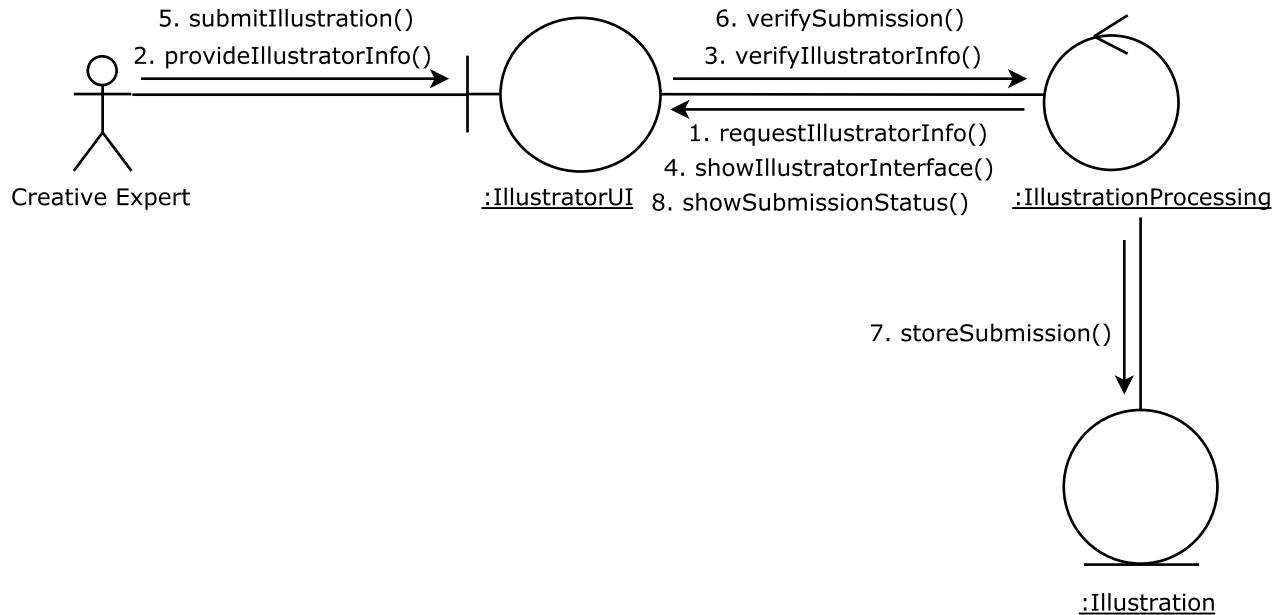 5. submitIllustration()
2. provideIllustratorInfo()
6. verifySubmission()
3. verifyIllustratorInfo()
1. requestIllustratorInfo()
4. showIllustratorInterface()
8. showSubmissionStatus()
Creative Expert
:IllustratorUI
:IllustrationProcessing
7. storeSubmission()
:Illustration